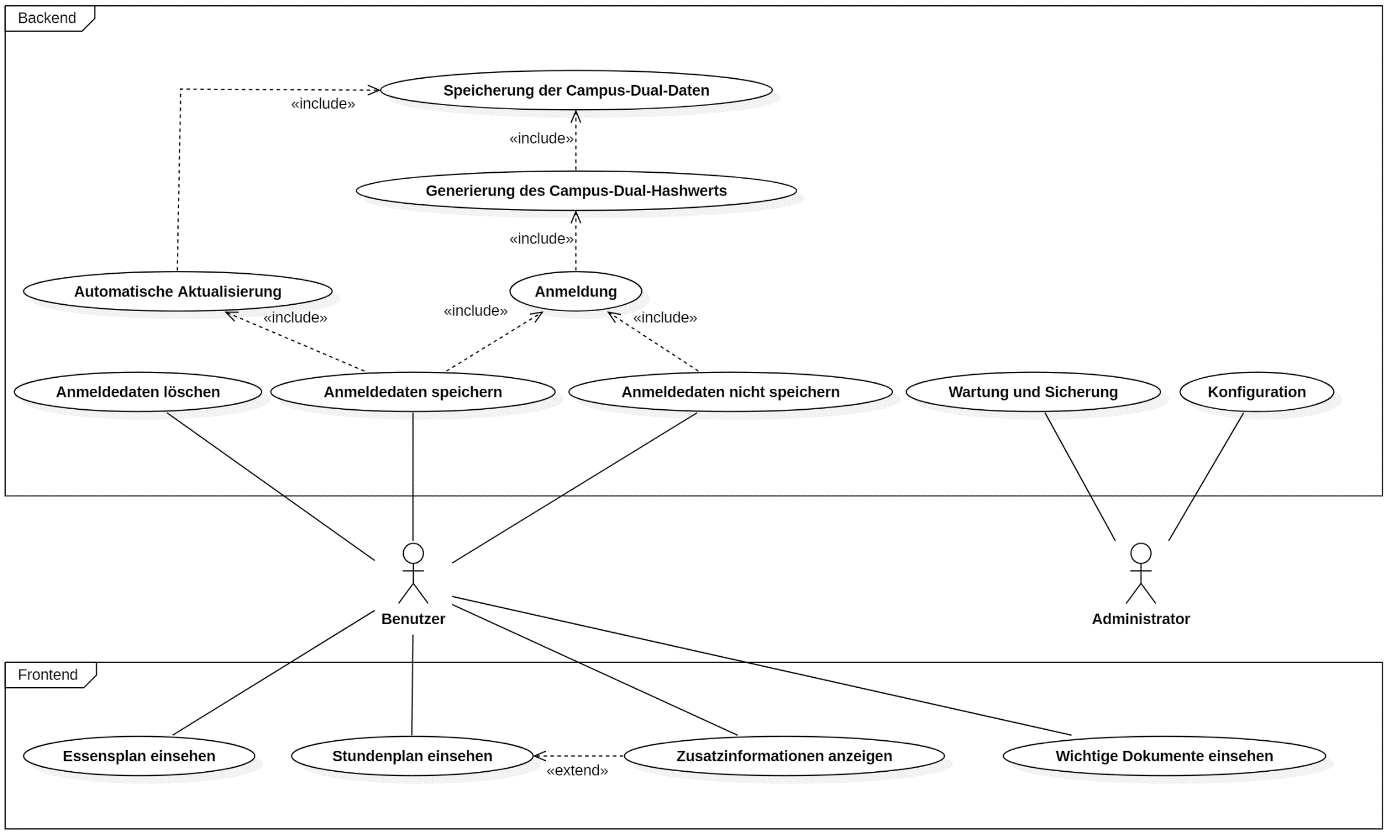 Backend
Speicherung der Campus-Dual-Daten
«include»
«include»
Generierung des Campus-Dual-Hashwerts
«include»
Automatische Aktualisierung
Anmeldung
«include»
«include»
«include»
Anmeldedaten löschen
Anmeldedaten speichern
Anmeldedaten nicht speichern
Wartung und Sicherung
Konfiguration
Benutzer
Administrator
Frontend
Essensplan einsehen
Stundenplan einsehen
«extend»
Zusatzinformationen anzeigen
Wichtige Dokumente einsehen